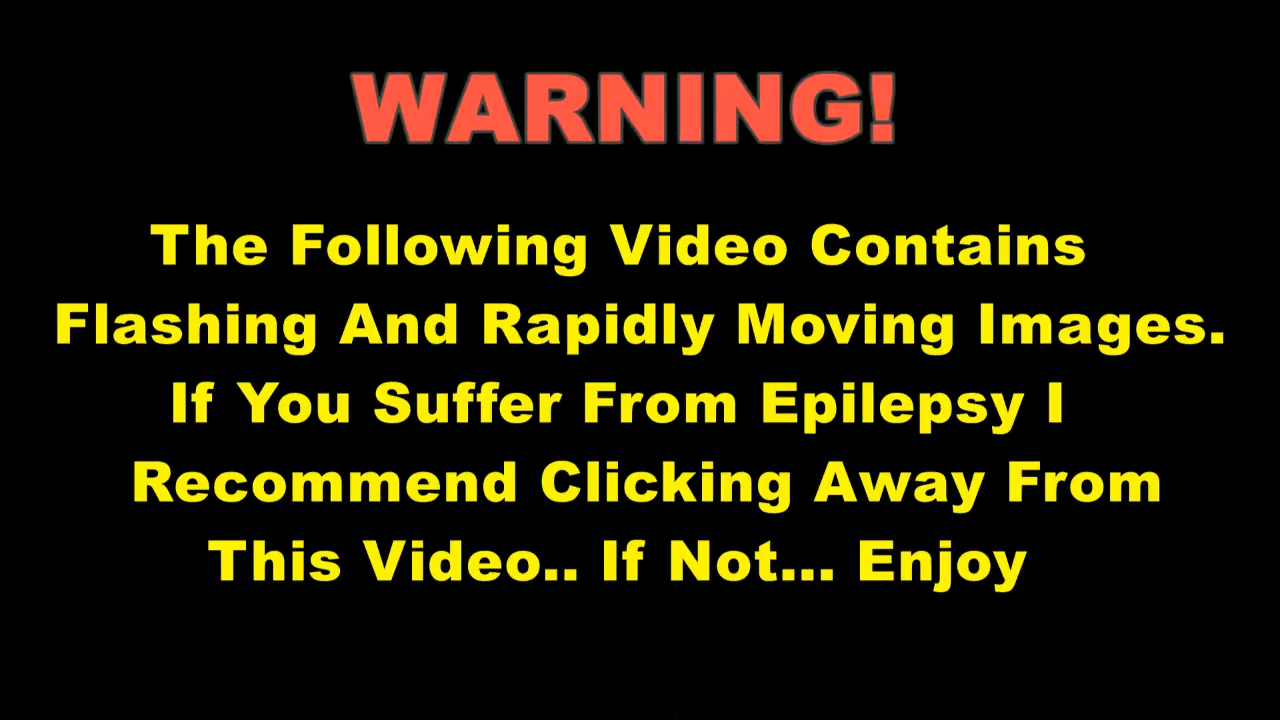 WARNING!
The Following Video Contains
Flashing And Rapidly Moving Images.
If You Suffer From Epilepsy I
Recommend Clicking Away From
This Video.. If Not... Enjoy